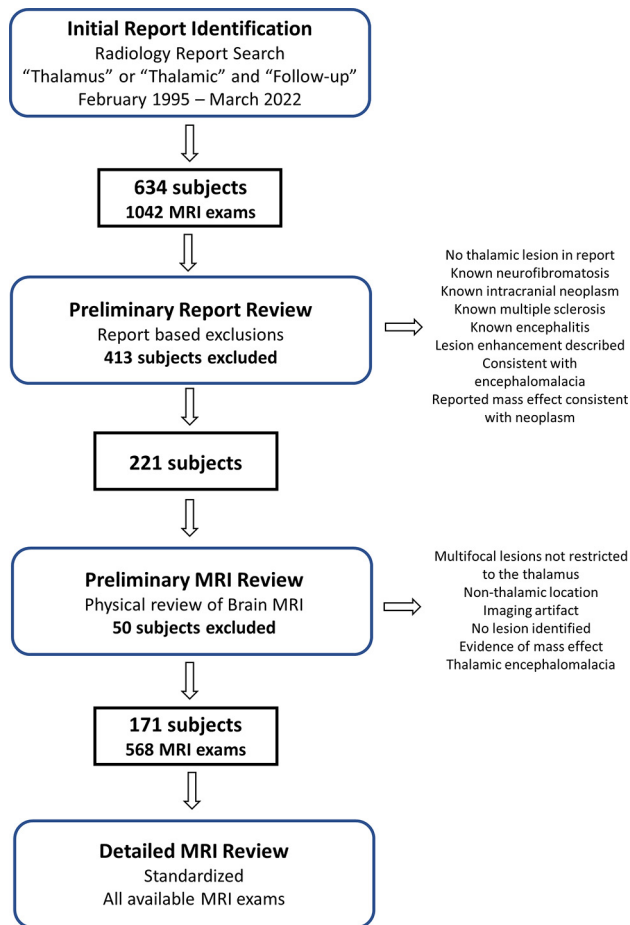 Initial Report Identification
Radiology Report Search
“Thalamus” or “Thalamic” and “Follow-up”
February 1995 – March 2022
634 subjects
1042 MRI exams
Preliminary Report Review
Report based exclusions
413 subjects excluded
No thalamic lesion in report
Known neurofibromatosis
Known intracranial neoplasm
Known multiple sclerosis
Known encephalitis
Lesion enhancement described
Consistent with
encephalomalacia
Reported mass effect consistent
with neoplasm
221 subjects
Preliminary MRI Review
Physical review of Brain MRI
50 subjects excluded
Multifocal lesions not restricted
to the thalamus
Non-thalamic location
Imaging artifact
No lesion identified
Evidence of mass effect
Thalamic encephalomalacia
171 subjects
568 MRI exams
Detailed MRI Review
Standardized
All available MRI exams